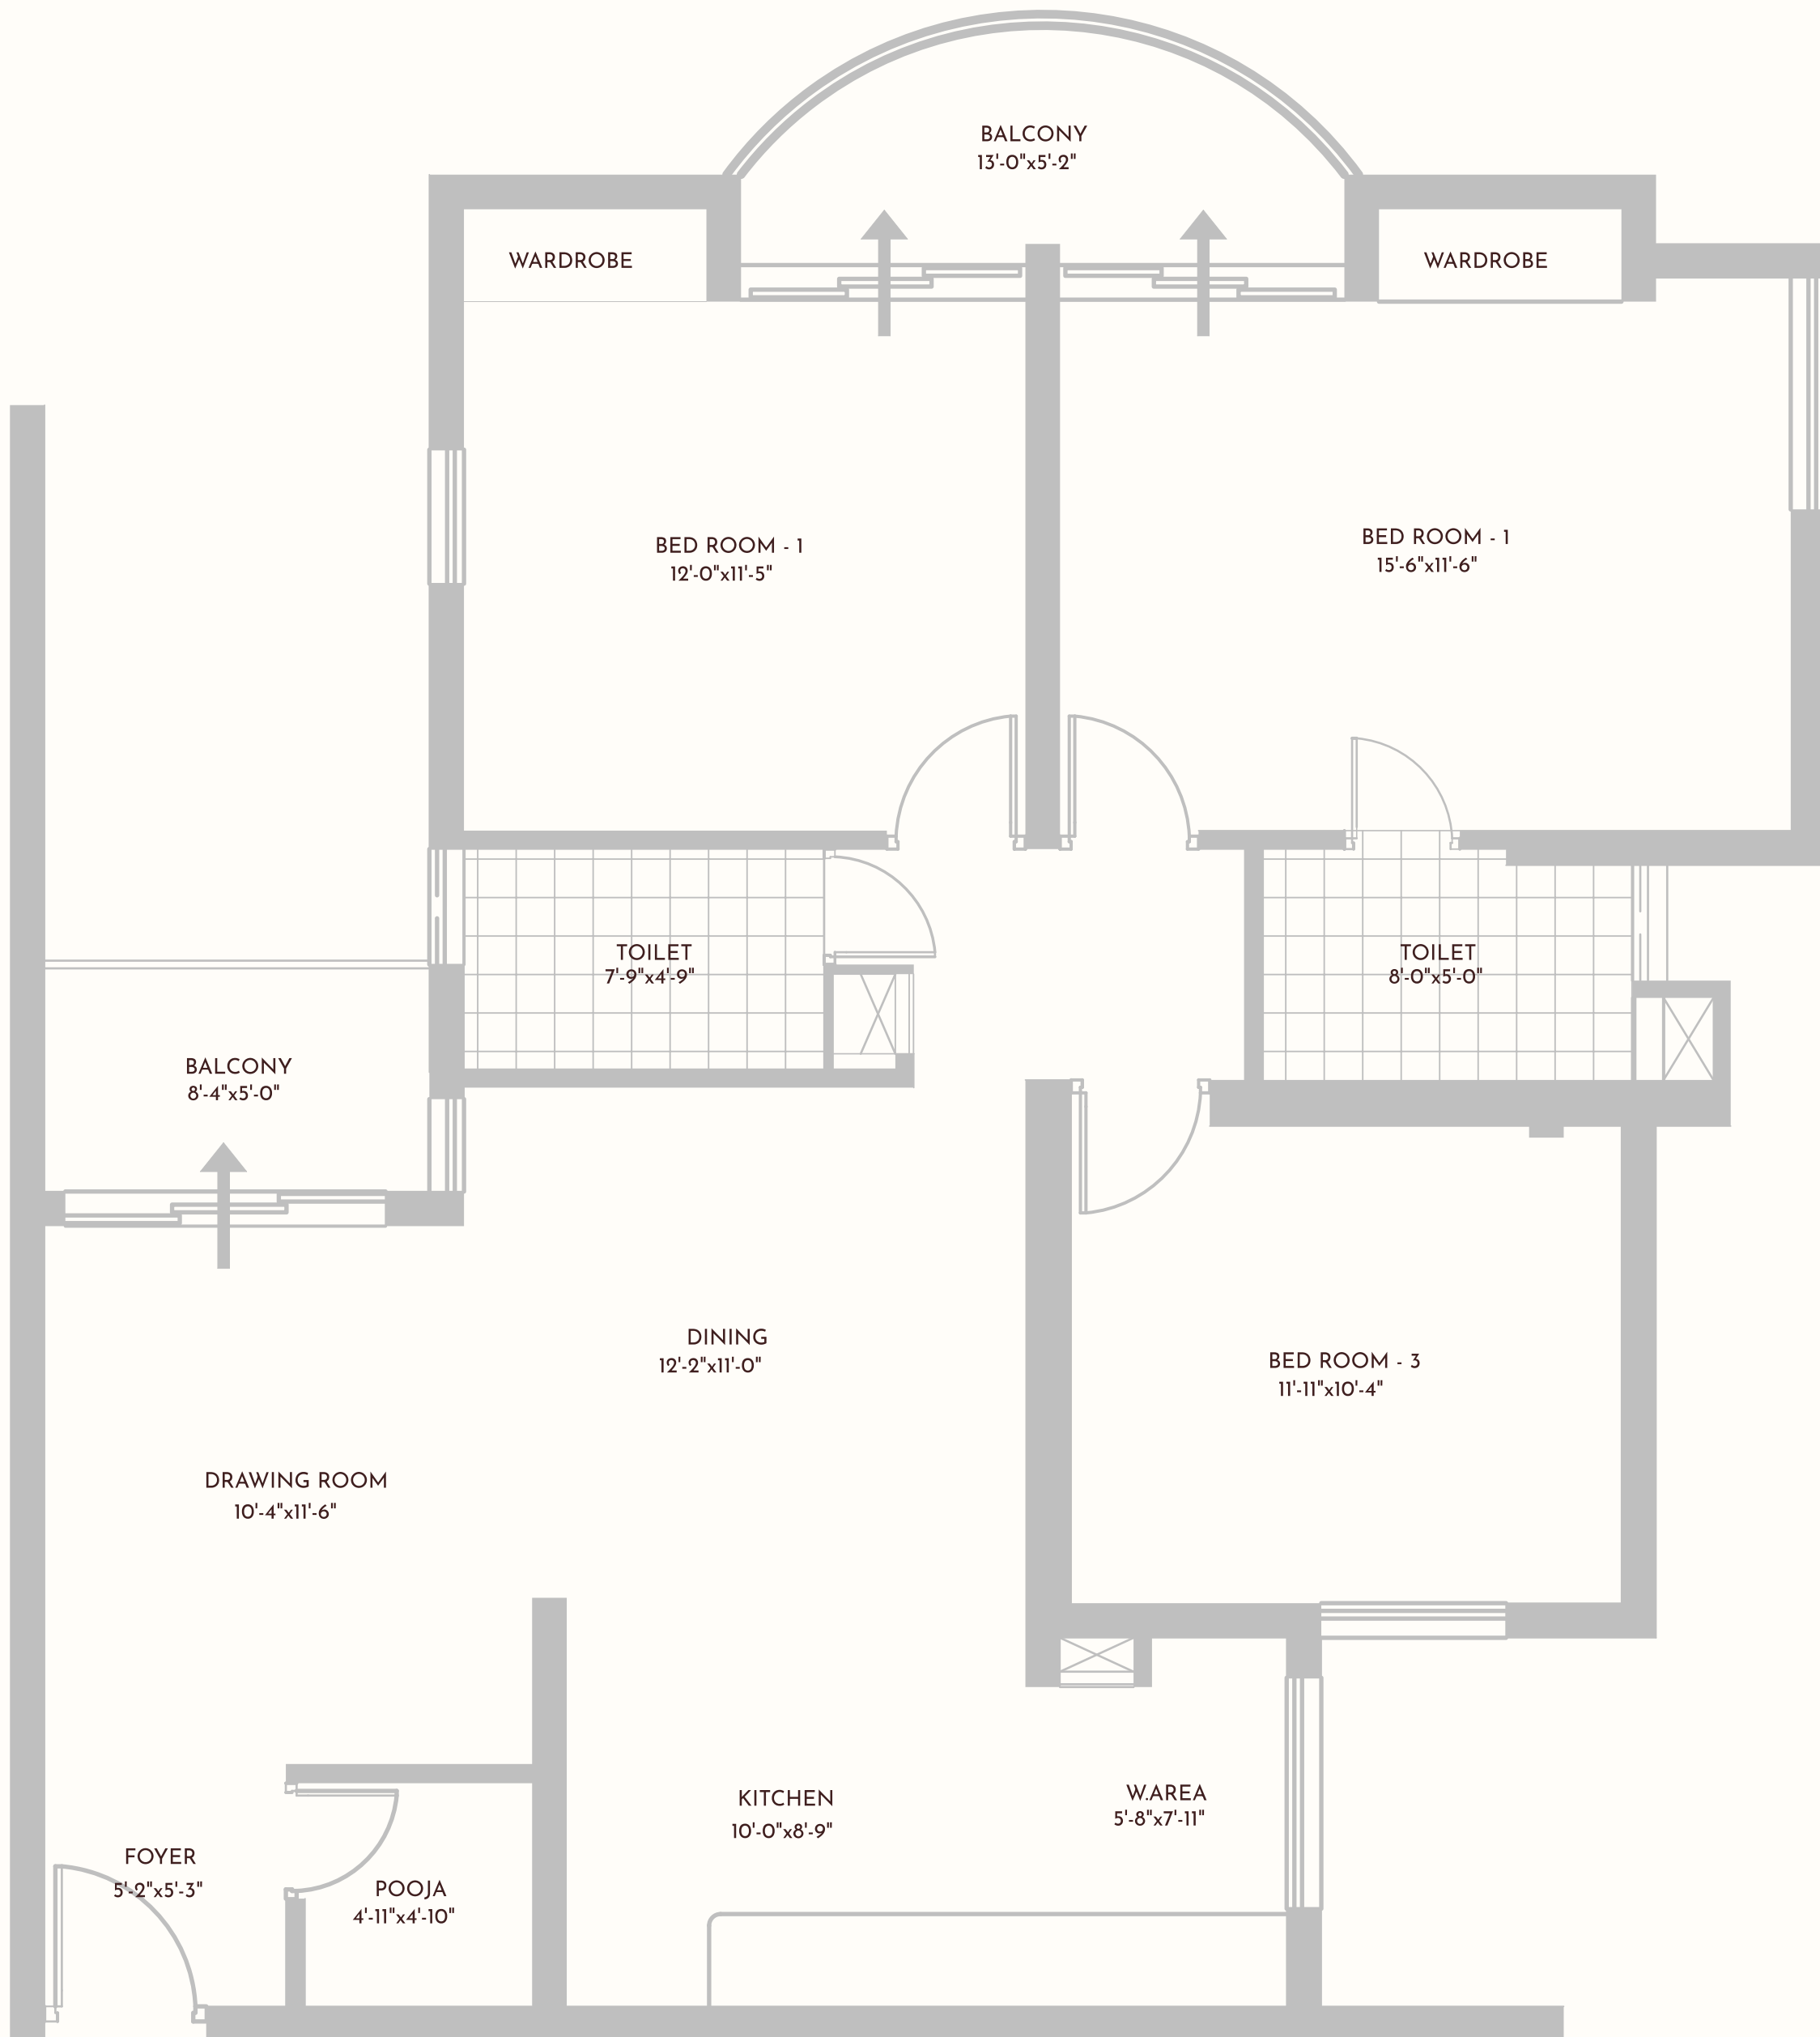 BALCONY
13'-0"x5'-2"
WARDROBE
WARDROBE
BED ROOM - 1
12'-0"x11'-5"
BED ROOM - 1
15'-6"x11'-6"
TOILET
7'-9"x4'-9"
TOILET
8'-0"x5'-0"
BALCONY
8'-4"x5'-0"
DINING
12'-2"x11'-0"
BED ROOM - 3
11'-11"x10'-4"
DRAWING ROOM
10'-4"x11'-6"
KITCHEN
10'-0"x8'-9"
W.AREA
5'-8"x7'-11"
FOYER
5'-2"x5'-3"
POOJA
4'-11"x4'-10"